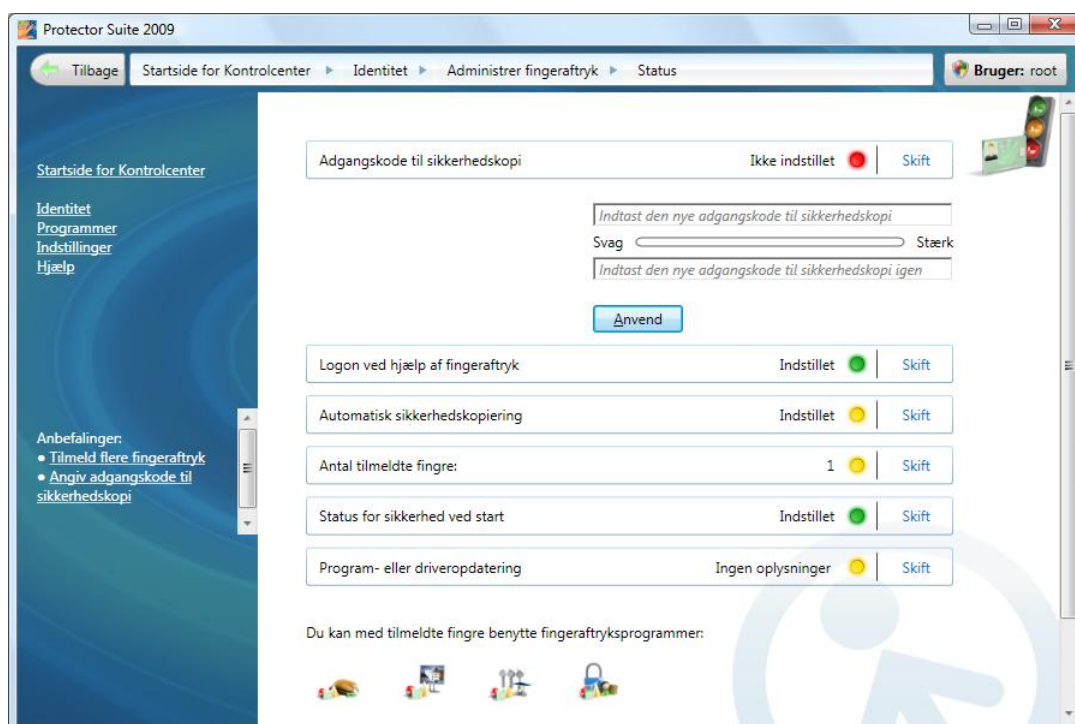 Protector Suite 2009
Tilbage
Startside for Kontrolcenter
Identitet
Administrer fingeraftryk
Status
Bruger: root
Startside for Kontrolcenter
Identitet
Programmer
Indstillinger
Hjælp
Anbefalinger:
• Tilmeld flere fingeraftryk
• Angiv adgangskode til
sikkerhedskopi
Adgangskode til sikkerhedskopi
Ikke indstillet
Skift
Indtast den nye adgangskode til sikkerhedskopi
Svag
Stærk
Indtast den nye adgangskode til sikkerhedskopi igen
Anvend
Logon ved hjælp af fingeraftryk
Indstillet
Skift
Automatisk sikkerhedskopiering
Indstillet
Skift
Antal tilmeldte fingre:
1
Skift
Status for sikkerhed ved start
Indstillet
Skift
Program- eller driveropdatering
Ingen oplysninger
Skift
Du kan med tilmeldte fingre benytte fingeraftryksprogrammer: